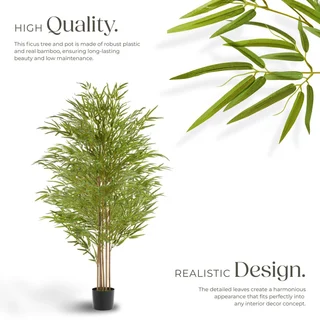 HIGH Quality.
This ficus tree and pot is made of robust plastic
and real bamboo, ensuring long-lasting
beauty and low maintenance.
REALISTIC Design.
The detailed leaves create a harmonious
appearance that fits perfectly into
any interior decor concept.